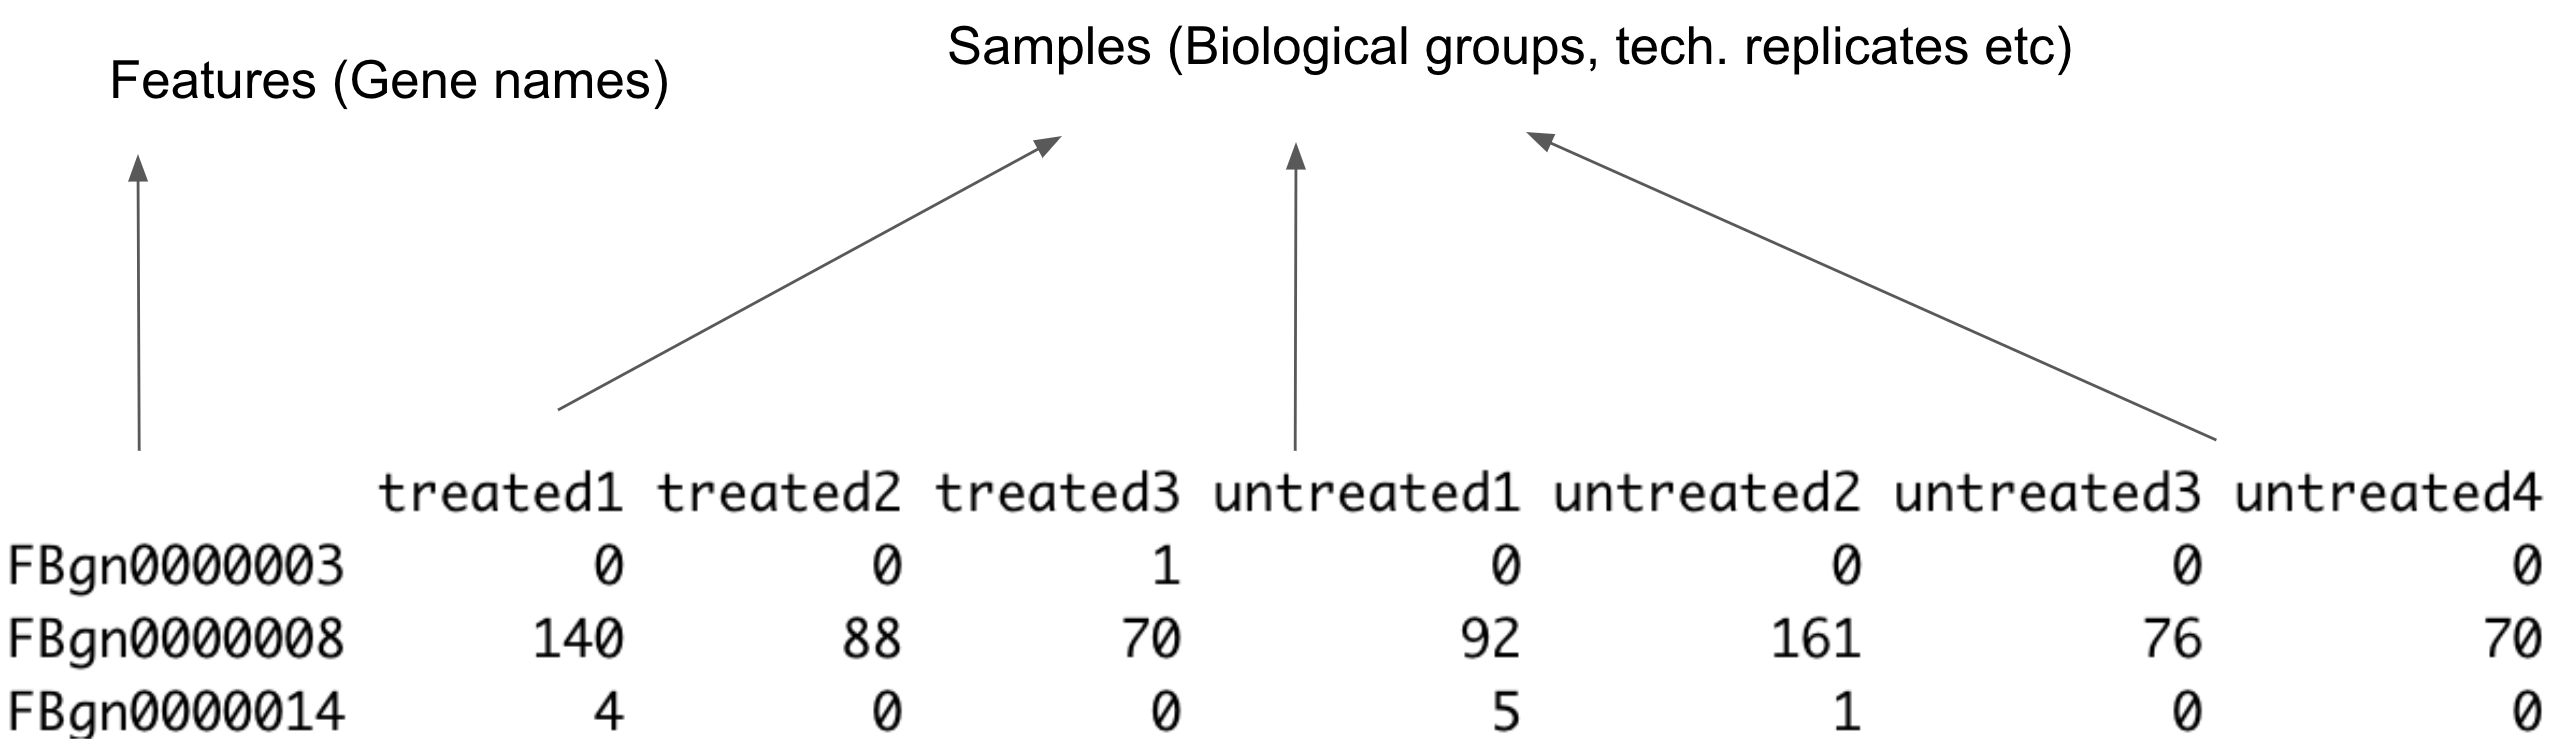 Features (Gene names)
Samples (Biological groups, tech. replicates etc)
treated1 treated2 treated3 untreated1 untreated2 untreated3 untreated4
FBgn0000003 0 0 1 0 0 0 0
FBgn0000008 140 88 70 92 161 76 70
FBgn0000014 4 0 0 5 1 0 0